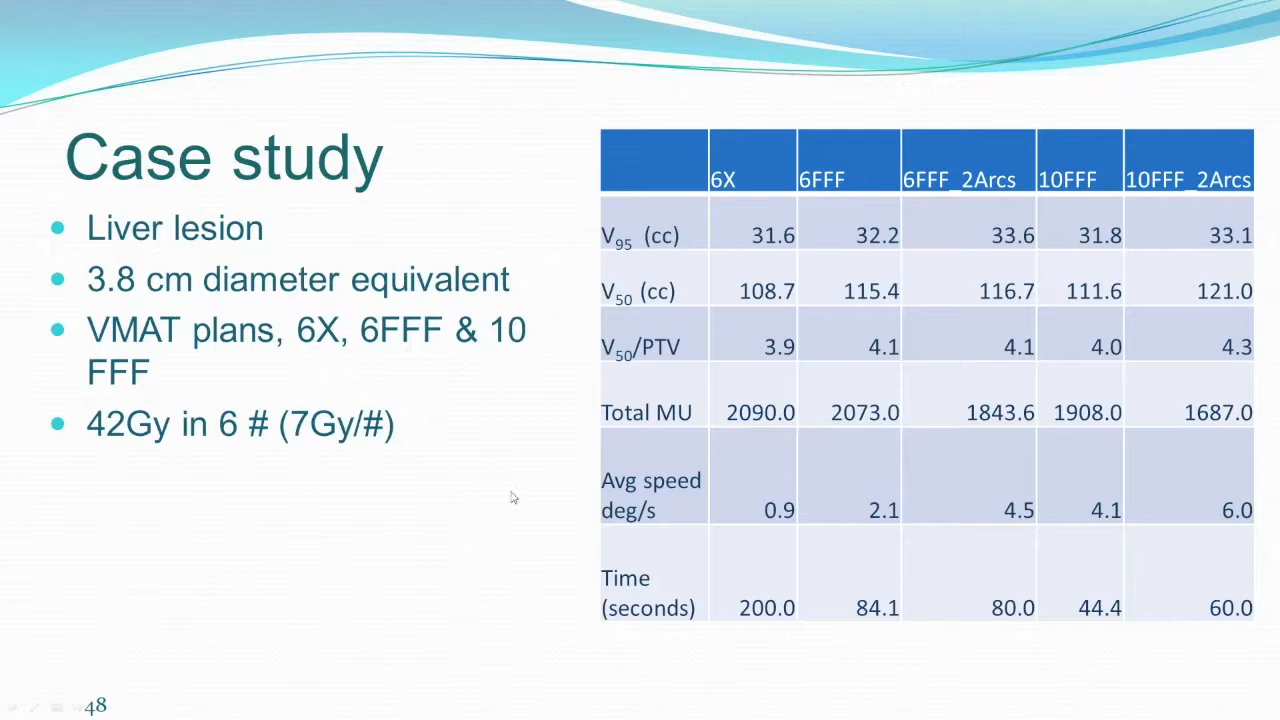 Case study
• Liver lesion
• 3.8 cm diameter equivalent
• VMAT plans, 6X, 6FFF & 10
FFF
• 42Gy in 6 # (7Gy/#)
6X 6FFF 6FFF_2Arcs 10FFF 10FFF_2Arcs
V95 (cc) 31.6 32.2 33.6 31.8 33.1
V50 (cc) 108.7 115.4 116.7 111.6 121.0
V50/PTV 3.9 4.1 4.1 4.0 4.3
Total MU 2090.0 2073.0 1843.6 1908.0 1687.0
Avg speed
deg/s 0.9 2.1 4.5 4.1 6.0
Time
(seconds) 200.0 84.1 80.0 44.4 60.0
48